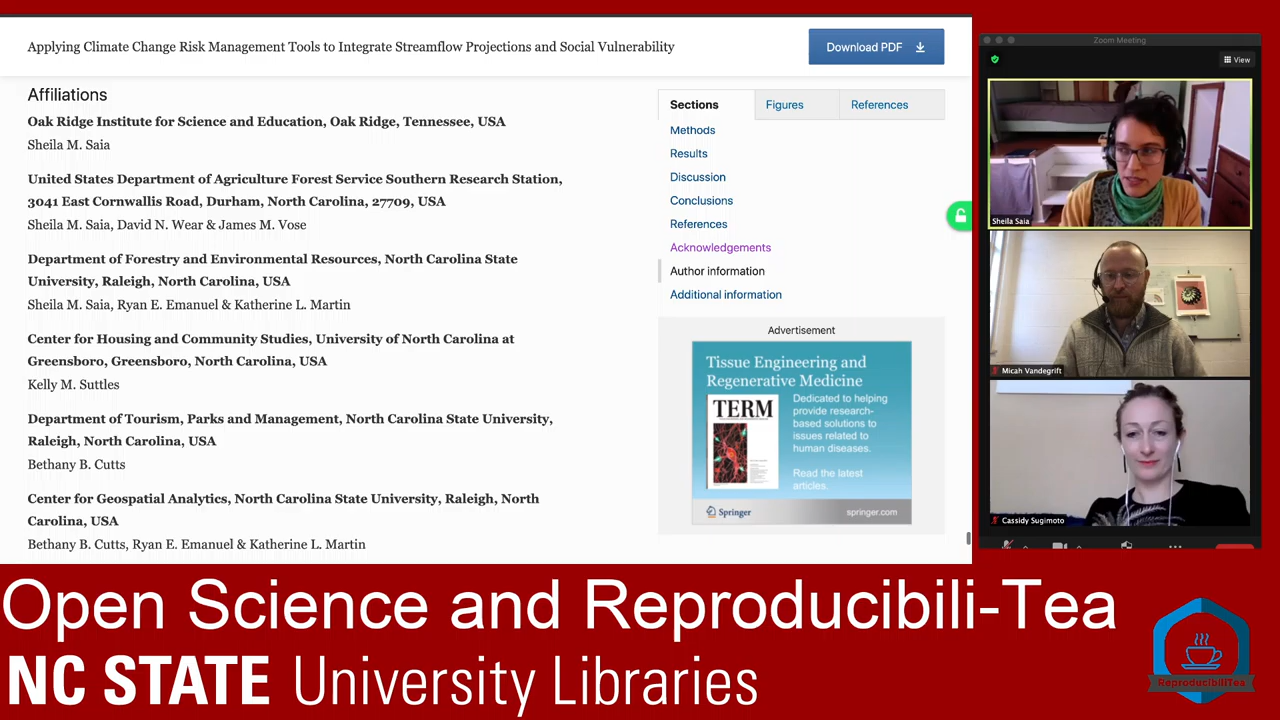 Applying Climate Change Risk Management Tools to Integrate Streamflow Projections and Social Vulnerability
Download PDF
Affiliations
Oak Ridge Institute for Science and Education, Oak Ridge, Tennessee, USA
Sheila M. Saia
United States Department of Agriculture Forest Service Southern Research Station,
3041 East Cornwallis Road, Durham, North Carolina, 27709, USA
Sheila M. Saia, David N. Wear & James M. Vose
Department of Forestry and Environmental Resources, North Carolina State
University, Raleigh, North Carolina, USA
Sheila M. Saia, Ryan E. Emanuel & Katherine L. Martin
Center for Housing and Community Studies, University of North Carolina at
Greensboro, Greensboro, North Carolina, USA
Kelly M. Suttles
Department of Tourism, Parks and Management, North Carolina State University,
Raleigh, North Carolina, USA
Bethany B. Cutts
Center for Geospatial Analytics, North Carolina State University, Raleigh, North
Carolina, USA
Bethany B. Cutts, Ryan E. Emanuel & Katherine L. Martin
Sections
Figures
References
Methods
Results
Discussion
Conclusions
References
Acknowledgements
Author information
Additional information
Advertisement
Tissue Engineering and
Regenerative Medicine
TERM
Dedicated to helping
provide research-
based solutions to
issues related to
human diseases.
Read the latest
articles.
Springer
springer.com
Zoom Meeting
View
Sheila Saia
Micah Vandegrift
Cassidy Sugimoto
Open Science and Reproducibili-Tea
NC STATE University Libraries
ReproducibiliTea